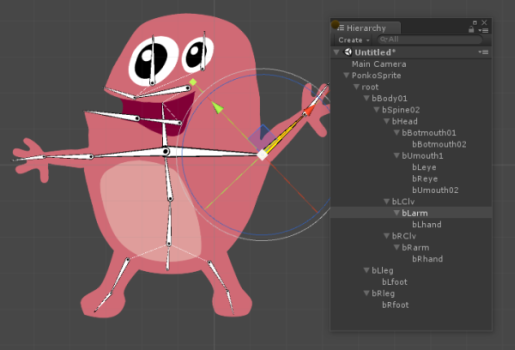 Hierarchy
Create
All
Untitled*
Main Camera
PonkoSprite
root
bBody01
bSpine02
bHead
bBotmouth01
bBotmouth02
bUmouth1
bLeye
bReye
bUmouth02
bLClv
bLarm
bLhand
bRClv
bRarm
bRhand
bLleg
bLfoot
bRleg
bRfoot